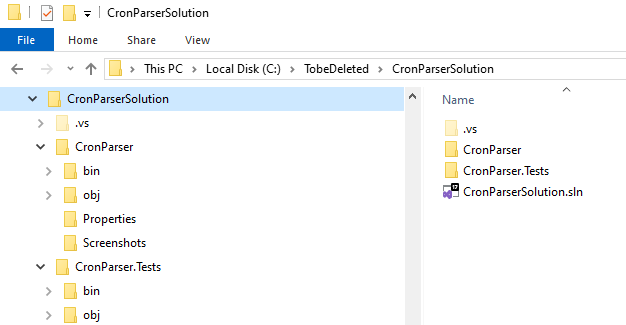 CronParserSolution
File Home Share View
This PC > Local Disk (C:) > TobeDeleted > CronParserSolution
CronParserSolution
.vs
CronParser
bin
obj
Properties
Screenshots
CronParser.Tests
bin
obj
Name
.vs
CronParser
CronParser.Tests
CronParserSolution.sln